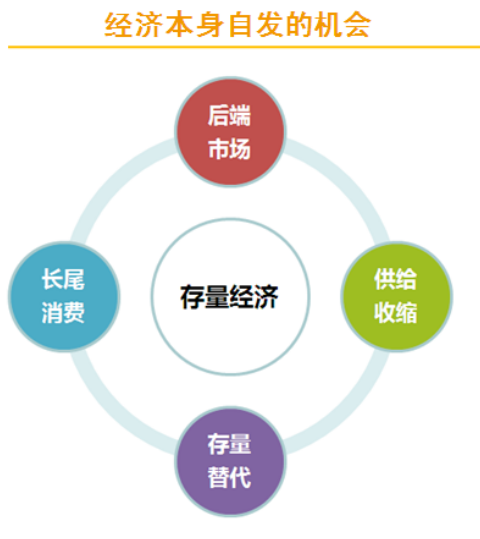 经济本身自发的机会
后端
市场
长尾
消费
存量经济
供给
收缩
存量
替代